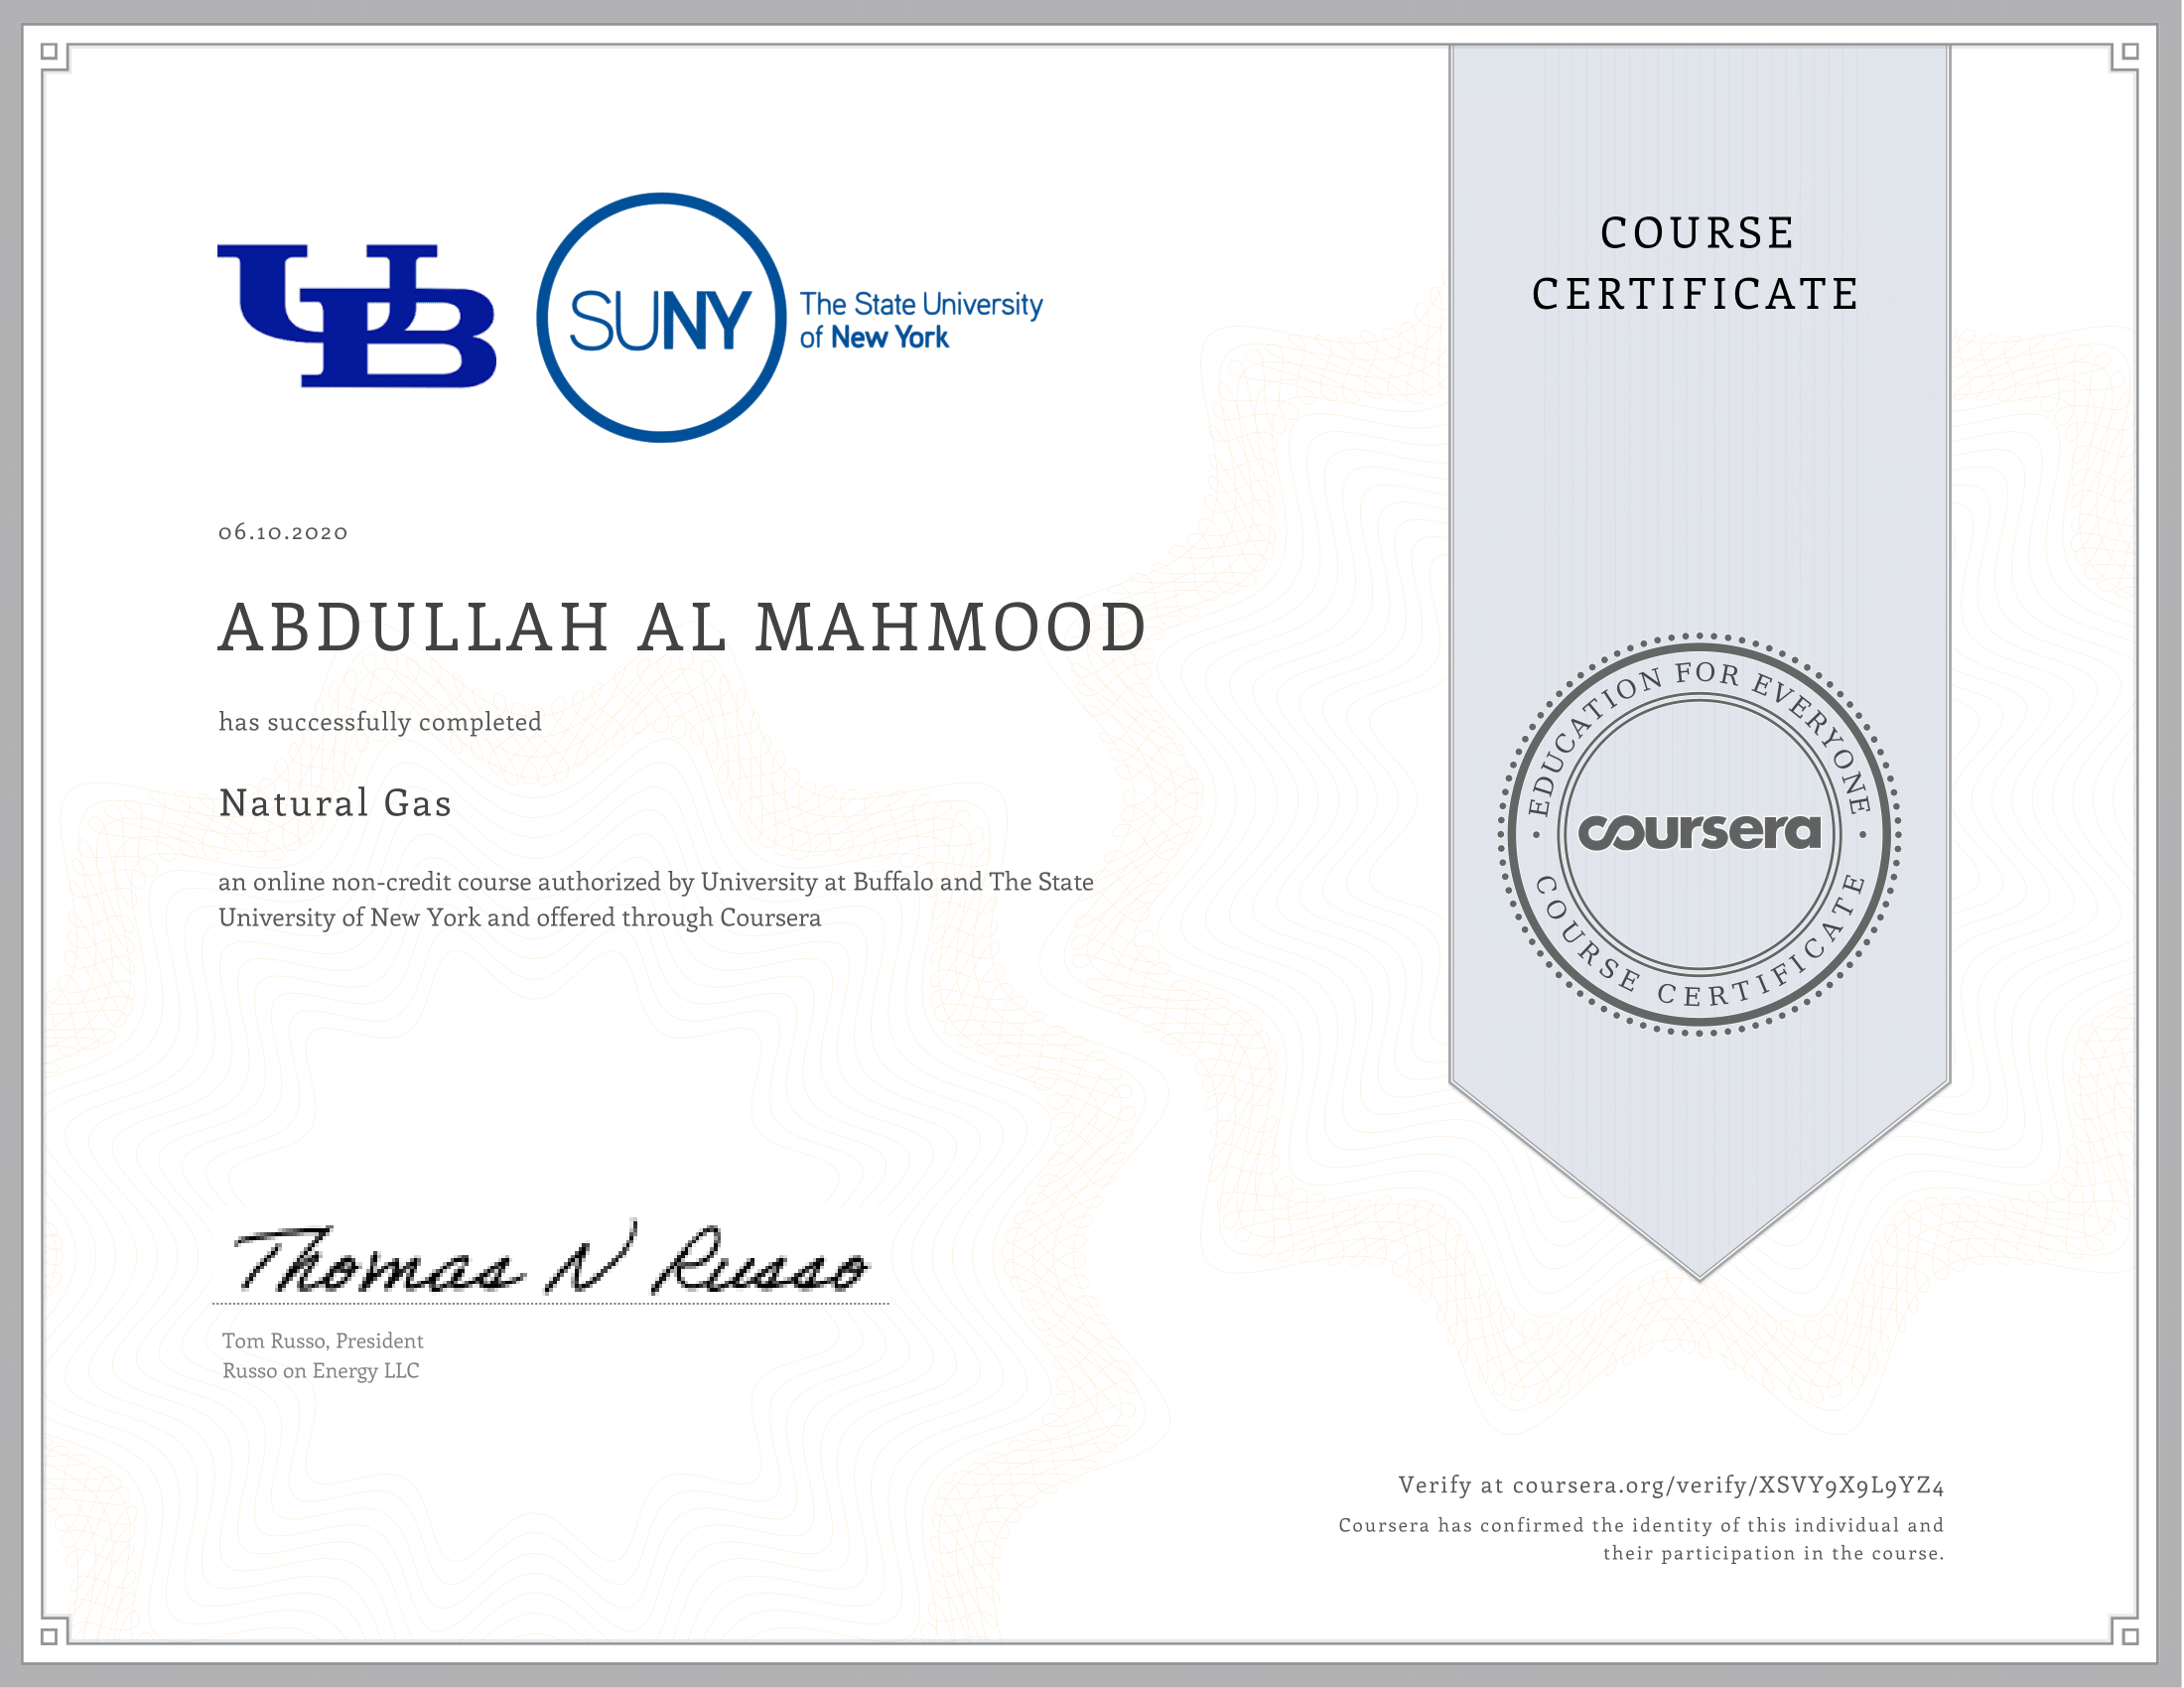 UB
SUNY
The State University
of New York
COURSE
CERTIFICATE
06.10.2020
ABDULLAH AL MAHMOOD
has successfully completed
Natural Gas
an online non-credit course authorized by University at Buffalo and The State
University of New York and offered through Coursera
EDUCATION FOR EVERYONE
coursera
COURSE CERTIFICATE
Thomas N Russo
Tom Russo, President
Russo on Energy LLC
Verify at coursera.org/verify/XSVY9X9L9YZ4
Coursera has confirmed the identity of this individual and
their participation in the course.